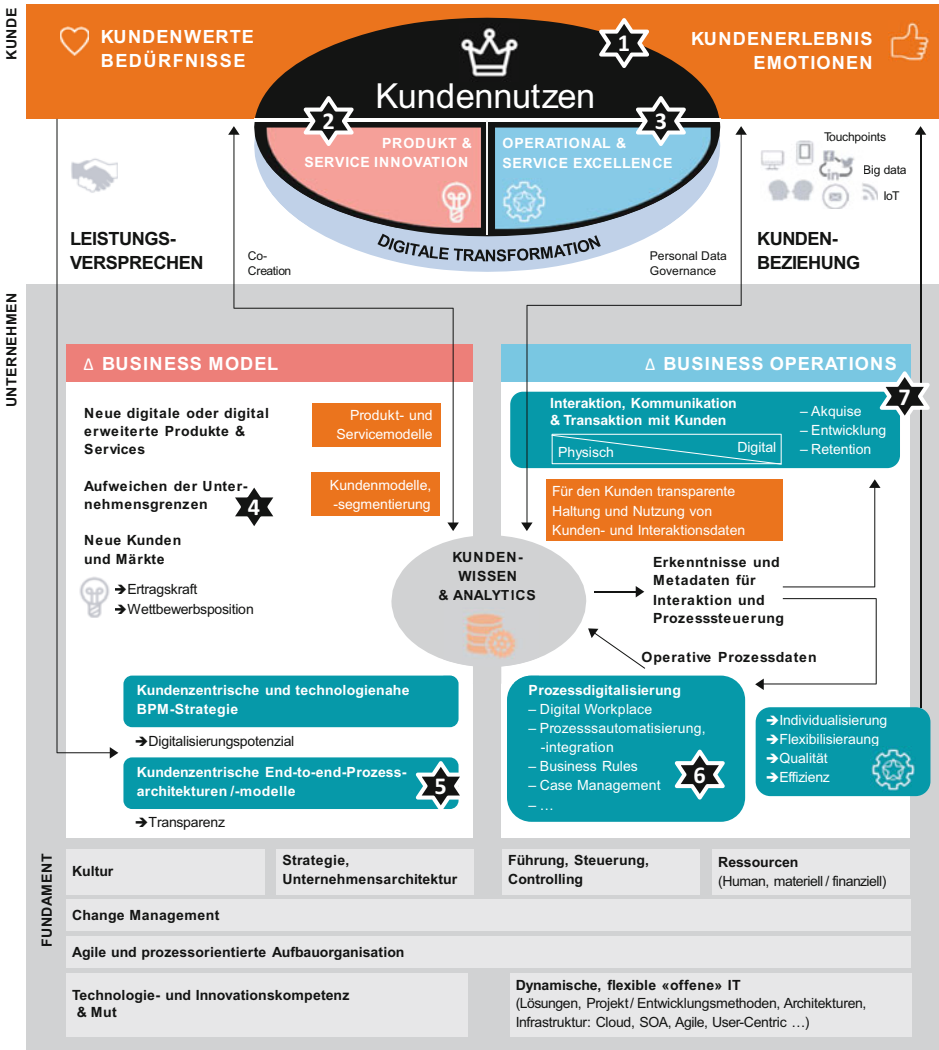 KUNDE
KUNDENWERTE
BEDÜRFNISSE
1
KUNDENERLEBNIS
EMOTIONEN
Kundennutzen
2
3
PRODUKT &
SERVICE INNOVATION
OPERATIONAL &
SERVICE EXCELLENCE
DIGITALE TRANSFORMATION
Touchpoints
in
Big data
IoT
LEISTUNGS-
VERSPRECHEN
Co-
Creation
Personal Data
Governance
KUNDEN-
BEZIEHUNG
UNTERNEHMEN
Δ BUSINESS MODEL
Neue digitale oder digital
erweiterte Produkte &
Services
Produkt- und
Servicemodelle
Aufweichen der Unter-
nehmensgrenzen
4
Kundenmodelle,
-segmentierung
Neue Kunden
und Märkte
➔Ertragskraft
➔Wettbewerbsposition
Kundenzentrische und technologienahe
BPM-Strategie
➔Digitalisierungspotenzial
Kundenzentrische End-to-end-Prozess-
architekturen /-modelle
5
➔Transparenz
KUNDEN-
WISSEN
& ANALYTICS
Δ BUSINESS OPERATIONS
7
Interaktion, Kommunikation
& Transaktion mit Kunden
Physisch
Digital
– Akquise
– Entwicklung
– Retention
Für den Kunden transparente
Haltung und Nutzung von
Kunden- und Interaktionsdaten
Erkenntnisse und
Metadaten für
Interaktion und
Prozesssteuerung
Operative Prozessdaten
Prozessdigitalisierung
– Digital Workplace
– Prozessautomatisierung,
-integration
– Business Rules
– Case Management
– …
6
➔Individualisierung
➔Flexibilisieraung
➔Qualität
➔Effizienz
FUNDAMENT
Kultur
Strategie,
Unternehmensarchitektur
Führung, Steuerung,
Controlling
Ressourcen
(Human, materiell / finanziell)
Change Management
Agile und prozessorientierte Aufbauorganisation
Technologie- und Innovationskompetenz
& Mut
Dynamische, flexible «offene» IT
(Lösungen, Projekt / Entwicklungsmethoden, Architekturen,
Infrastruktur: Cloud, SOA, Agile, User-Centric …)